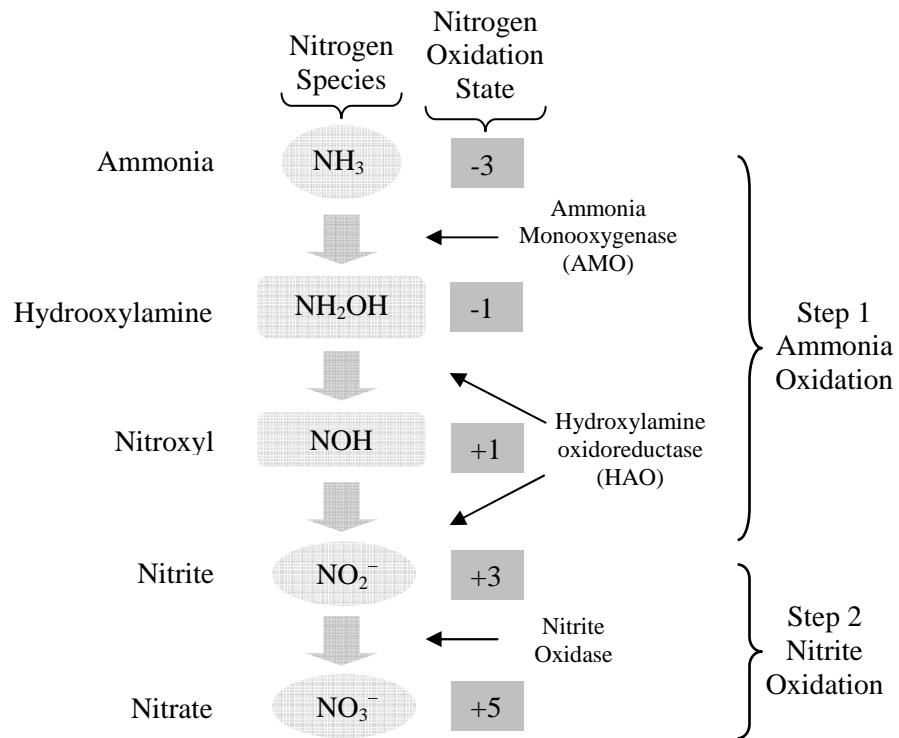 Nitrogen
Species
Nitrogen
Oxidation
State
Ammonia
NH₃
-3
Ammonia
Monooxygenase
(AMO)
Hydrooxylamine
NH₂OH
-1
Step 1
Ammonia
Oxidation
Nitroxyl
NOH
+1
Hydroxylamine
oxidoreductase
(HAO)
Nitrite
NO₂⁻
+3
Nitrite
Oxidase
Step 2
Nitrite
Oxidation
Nitrate
NO₃⁻
+5